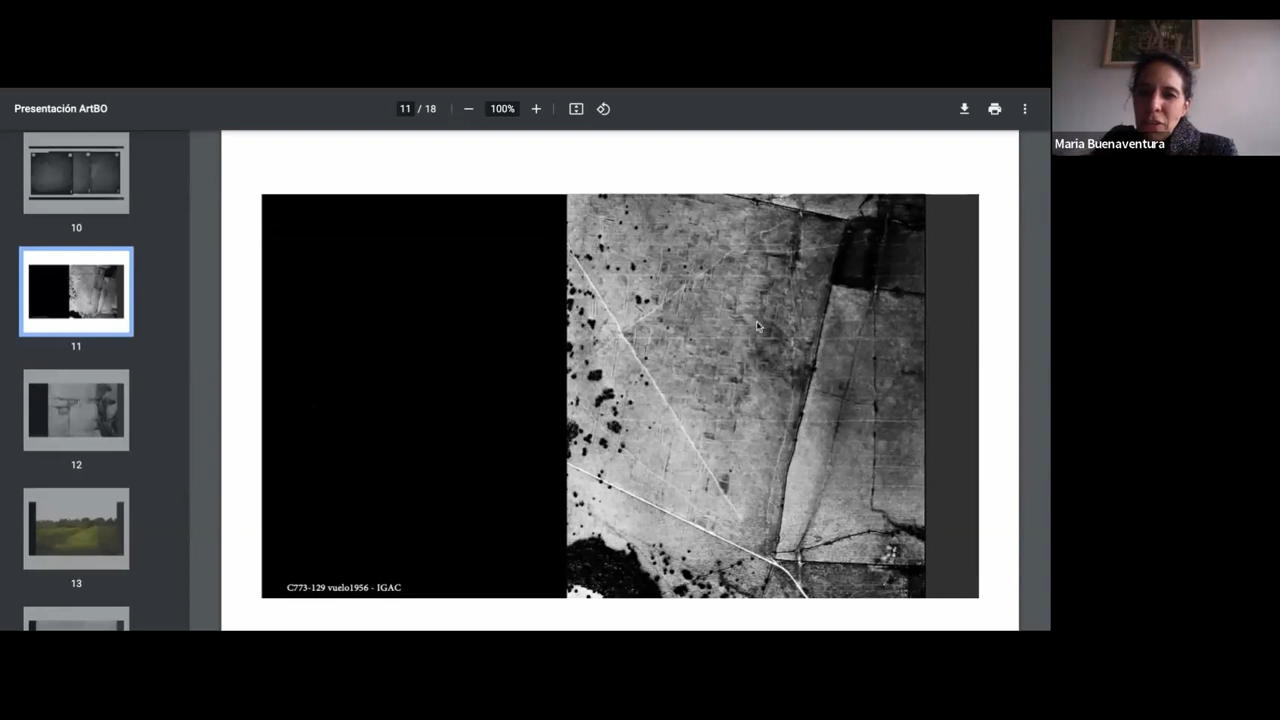 Presentación ArtBO
11 / 18
100%
Maria Buenaventura
10
11
12
13
C773-129 vuelo1956 - IGAC